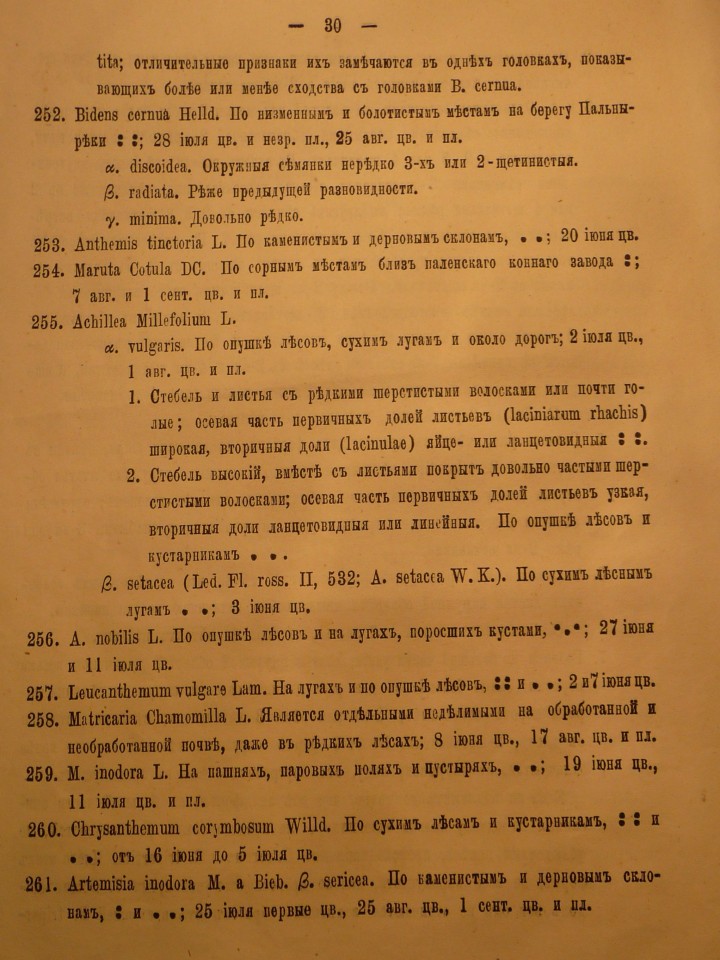 — 30 —
tita; отличительные признаки ихъ замѣчаются въ однѣхъ головкахъ, показы-
вающихъ болѣе или менѣе сходства съ головками B. cernua.
252. Bidens cernua Helld. По низменнымъ и болотистымъ мѣстамъ на берегу Пальны-
рѣки : :; 28 іюля цв. и незр. пл., 25 авг. цв. и пл.
α. discoidea. Окружныя сѣмянки нерѣдко 3-хъ или 2-щетинистыя.
β. radiata. Рѣже предыдущей разновидности.
γ. minima. Довольно рѣдко.
253. Anthemis tinctoria L. По каменистымъ и дерновымъ склонамъ, • •; 20 іюня цв.
254. Maruta Cotula DC. По сорнымъ мѣстамъ близъ паленскаго коннаго завода :;
7 авг. и 1 сент. цв. и пл.
255. Achillea Millefolium L.
α. vulgaris. По опушкѣ лѣсовъ, сухимъ лугамъ и около дорогъ; 2 іюля цв.,
1 авг. цв. и пл.
1. Стебель и листья съ рѣдкими шерстистыми волосками или почти го-
лые; осевая часть первичныхъ долей листьевъ (laciniarum rhachis)
широкая, вторичныя доли (lacinulae) яйце- или ланцетовидныя : :.
2. Стебель высокій, вмѣстѣ съ листьями покрытъ довольно частыми шер-
стистыми волосками; осевая часть первичныхъ долей листьевъ узкая,
вторичныя доли ланцетовидныя или линейныя. По опушкѣ лѣсовъ и
кустарникамъ • •.
β. setacea (Led. Fl. ross. II, 532; A. setacea W. K.). По сухимъ лѣснымъ
лугамъ • •; 3 іюня цв.
256. A. nobilis L. По опушкѣ лѣсовъ и на лугахъ, поросшихъ кустами, •.•; 27 іюня
и 11 іюля цв.
257. Leucanthemum vulgare Lam. На лугахъ и по опушкѣ лѣсовъ, : : и • •; 2 и 7 іюня цв.
258. Matricaria Chamomilla L. Является отдѣльными недѣлимыми на обработанной и
необработанной почвѣ, даже въ рѣдкихъ лѣсахъ; 8 іюня цв., 17 авг. цв. и пл.
259. M. inodora L. На пашняхъ, паровыхъ поляхъ и пустыряхъ, • •; 19 іюня цв.,
11 іюля цв. и пл.
260. Chrysanthemum corymbosum Willd. По сухимъ лѣсамъ и кустарникамъ, : : и
• •; отъ 16 іюня до 5 іюля цв.
261. Artemisia inodora M. a Bieb. β. sericea. По каменистымъ и дерновымъ скло-
намъ, : и • •; 25 іюля первые цв., 25 авг. цв., 1 сент. цв. и пл.